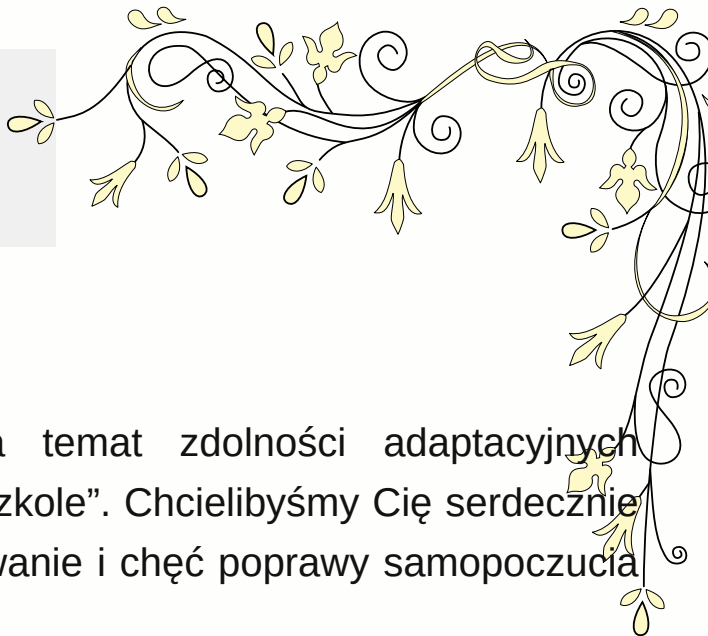 temat zdolności adaptacyjnych
zkole”. Chcielibyśmy Cię serdecznie
wanie i chęć poprawy samopoczucia